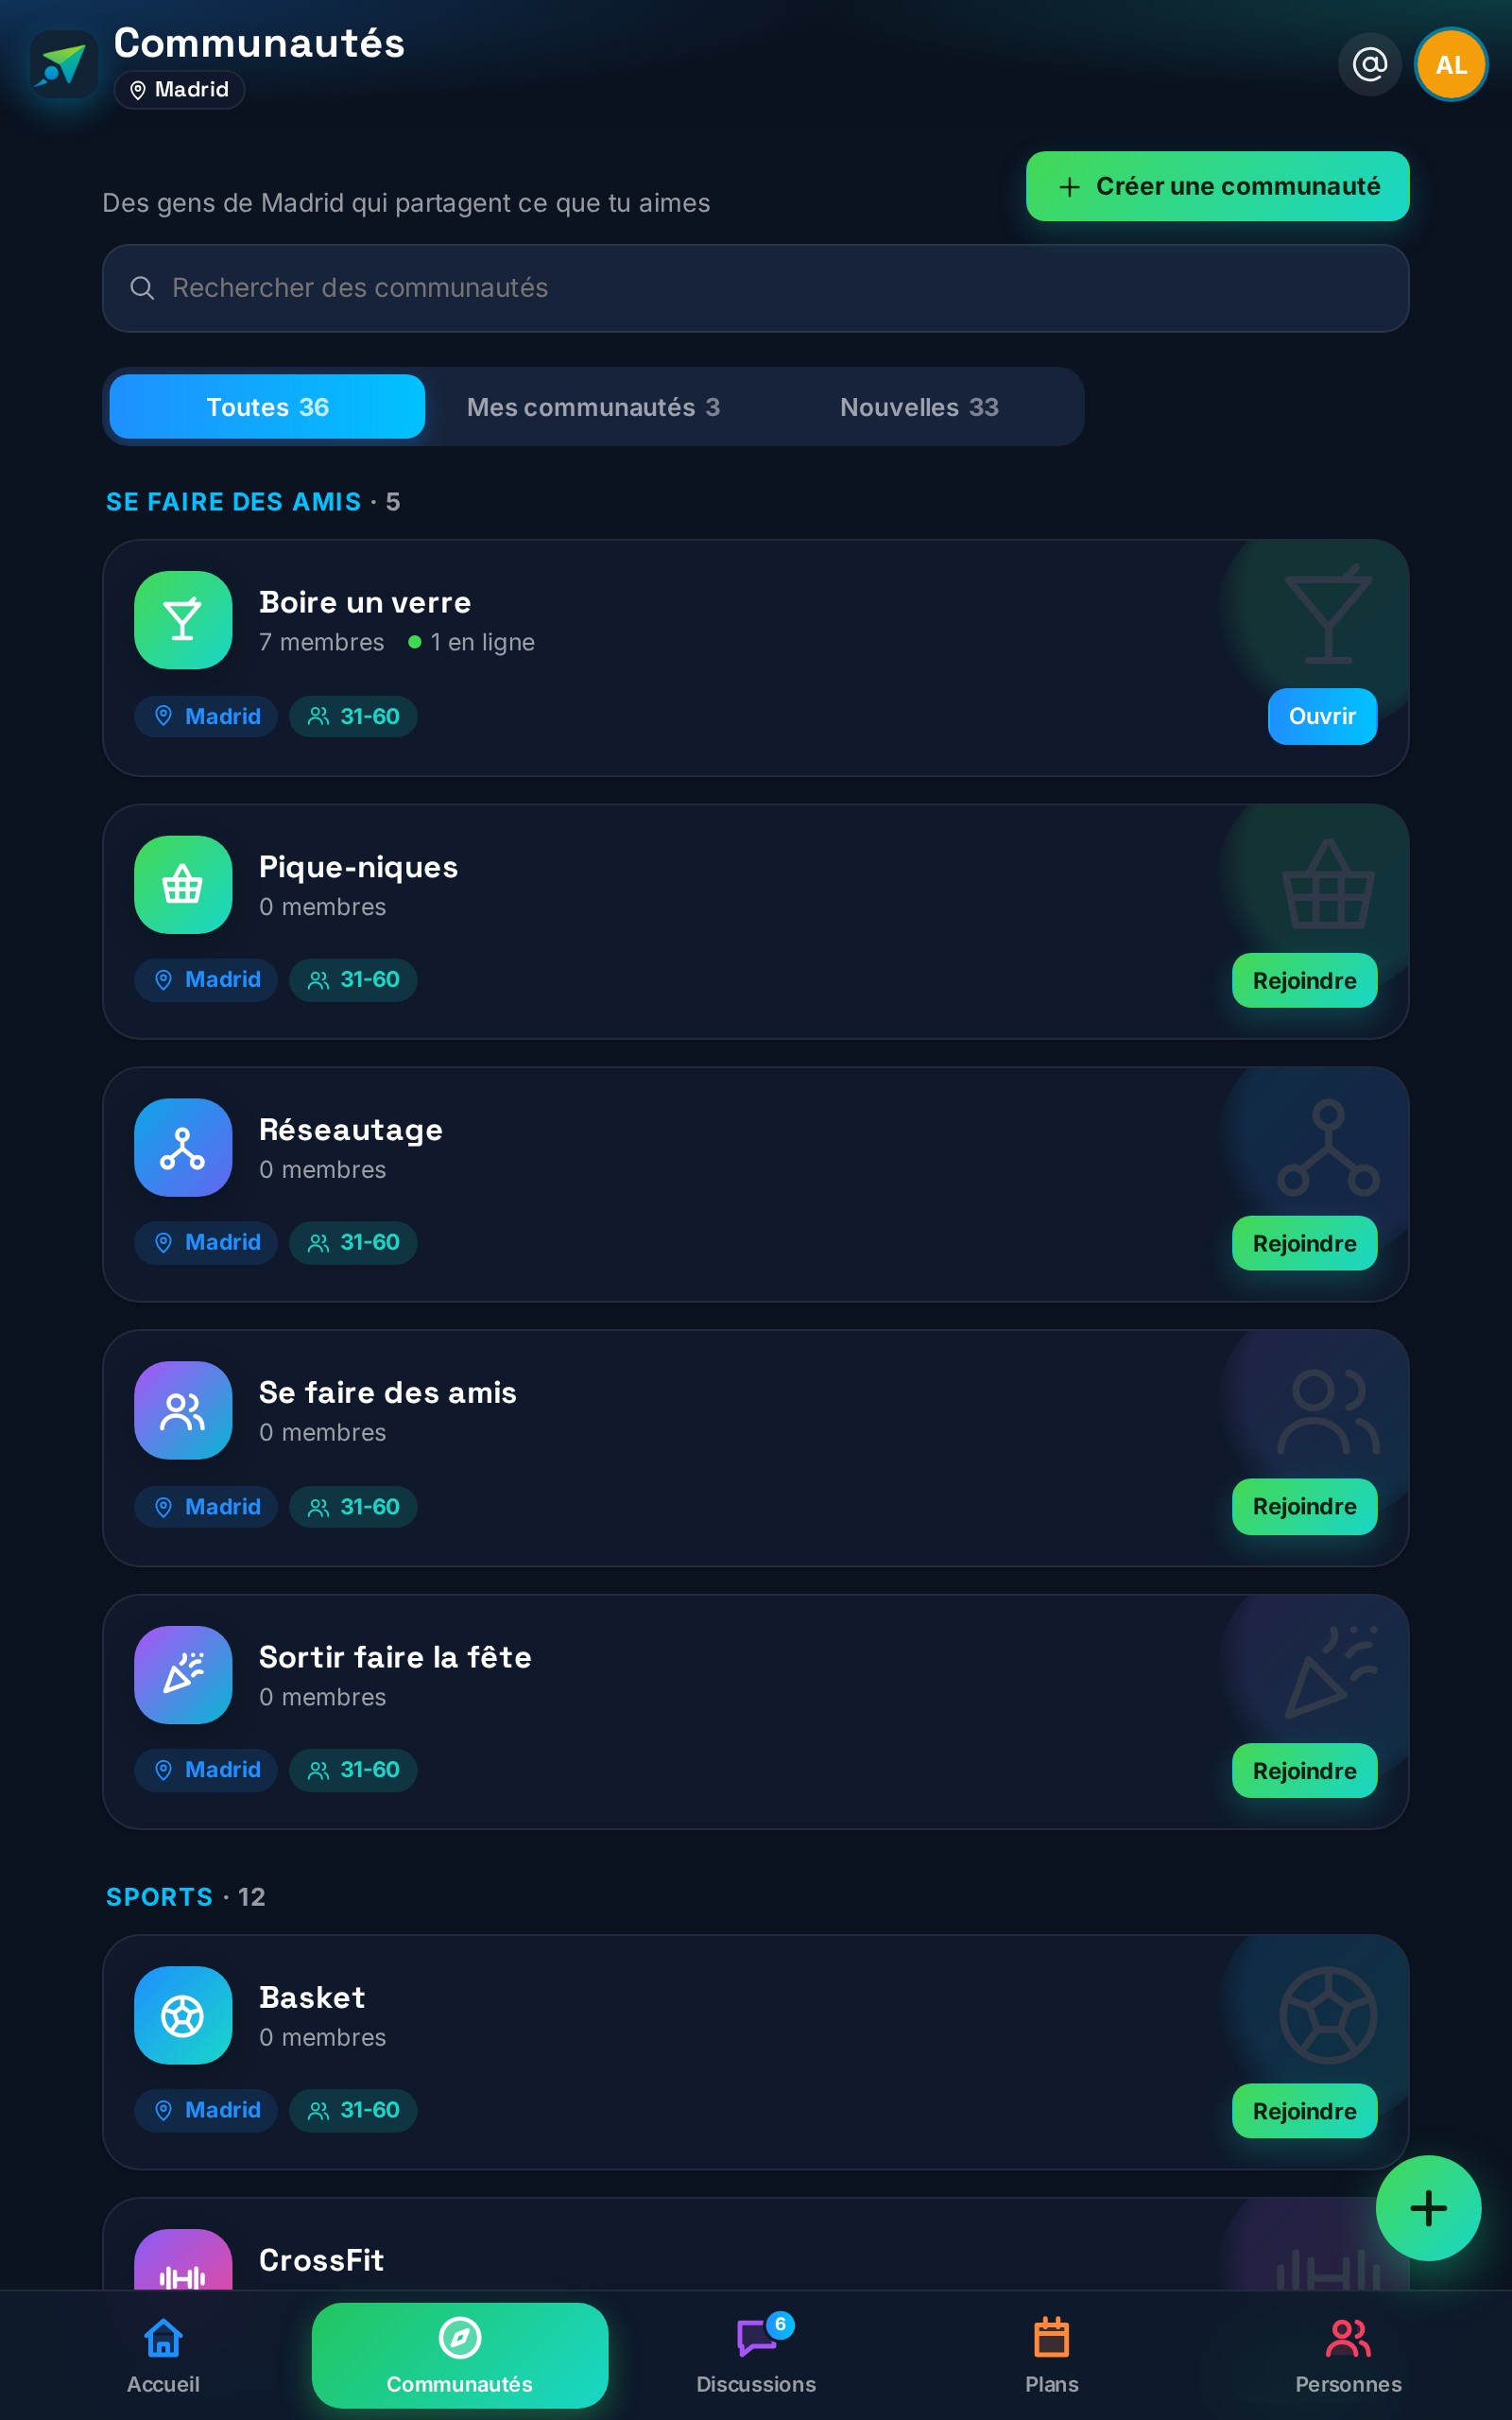 Communautés
Madrid
AL
Des gens de Madrid qui partagent ce que tu aimes
Créer une communauté
Rechercher des communautés
Toutes 36
Mes communautés 3
Nouvelles 33
SE FAIRE DES AMIS · 5
Boire un verre
7 membres 1 en ligne
Madrid 31-60
Ouvrir
Pique-niques
0 membres
Madrid 31-60
Rejoindre
Réseautage
0 membres
Madrid 31-60
Rejoindre
Se faire des amis
0 membres
Madrid 31-60
Rejoindre
Sortir faire la fête
0 membres
Madrid 31-60
Rejoindre
SPORTS · 12
Basket
0 membres
Madrid 31-60
Rejoindre
CrossFit
6
Accueil
Communautés
Discussions
Plans
Personnes